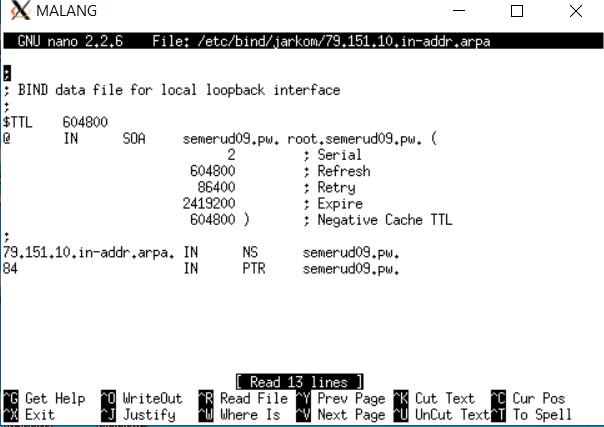 MALANG
GNU nano 2.2.6    File: /etc/bind/jarkom/79.151.10.in-addr.arpa
;
; BIND data file for local loopback interface
;
$TTL    604800
@       IN      SOA     semerud09.pw. root.semerud09.pw. (
                              2         ; Serial
                         604800         ; Refresh
                          86400         ; Retry
                        2419200         ; Expire
                         604800 )       ; Negative Cache TTL
;
79.151.10.in-addr.arpa. IN      NS      semerud09.pw.
84                      IN      PTR     semerud09.pw.
[ Read 13 lines ]
^G Get Help  ^O WriteOut  ^R Read File ^Y Prev Page ^K Cut Text  ^C Cur Pos
^X Exit      ^J Justify   ^W Where Is  ^V Next Page ^U UnCut Text^T To Spell